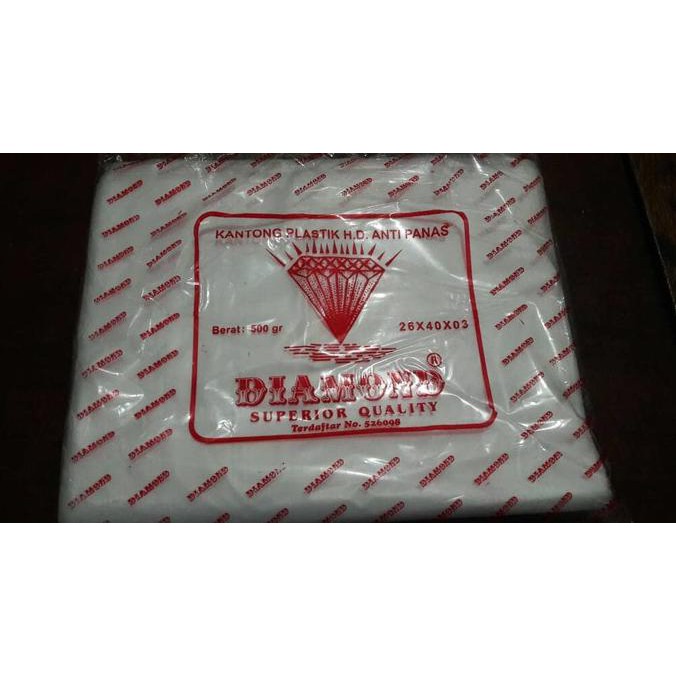 KANTONG PLASTIK H.D. ANTI PANAS
Berat: 500 gr
26X40X03
DIAMOND ®
SUPERIOR QUALITY
Terdaftar No. 526098